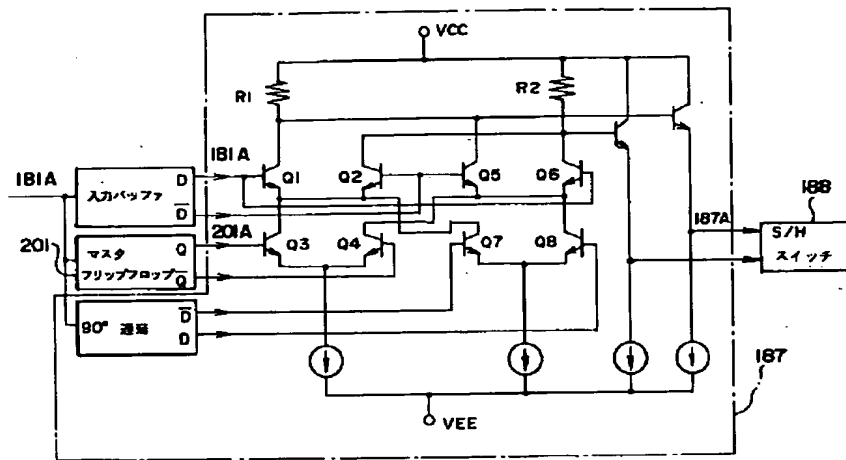 VCC
R1
R2
181A
181A
入力バッファ
D
D̅
Q1
Q2
Q5
Q6
201
マスタ
フリップフロップ
Q
Q̅
201A
Q3
Q4
Q7
Q8
187A
188
S/H
スイッチ
90° 遅延
D̅
D
187
VEE